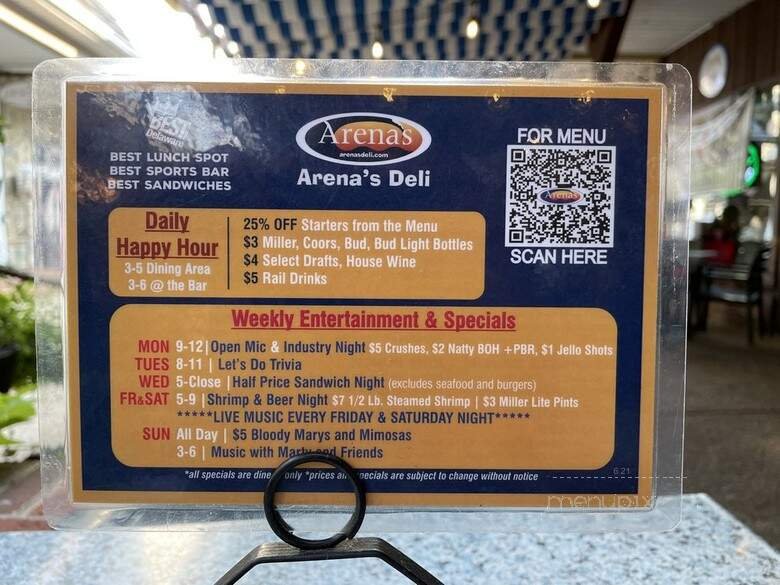 BEST
Delaware
BEST LUNCH SPOT
BEST SPORTS BAR
BEST SANDWICHES
Arenas
arenasdeli.com
Arena's Deli
FOR MENU
Arenas
SCAN HERE
Daily
Happy Hour
3-5 Dining Area
3-6 @ the Bar
25% OFF Starters from the Menu
$3 Miller, Coors, Bud, Bud Light Bottles
$4 Select Drafts, House Wine
$5 Rail Drinks
Weekly Entertainment & Specials
MON 9-12 | Open Mic & Industry Night $5 Crushes, $2 Natty BOH + PBR, $1 Jello Shots
TUES 8-11 | Let's Do Trivia
WED 5-Close | Half Price Sandwich Night (excludes seafood and burgers)
FR&SAT 5-9 | Shrimp & Beer Night $7 1/2 Lb. Steamed Shrimp | $3 Miller Lite Pints
*****LIVE MUSIC EVERY FRIDAY & SATURDAY NIGHT*****
SUN All Day | $5 Bloody Marys and Mimosas
3-6 | Music with Marty and Friends
*all specials are dine only *prices an specials are subject to change without notice
6.21
menupix